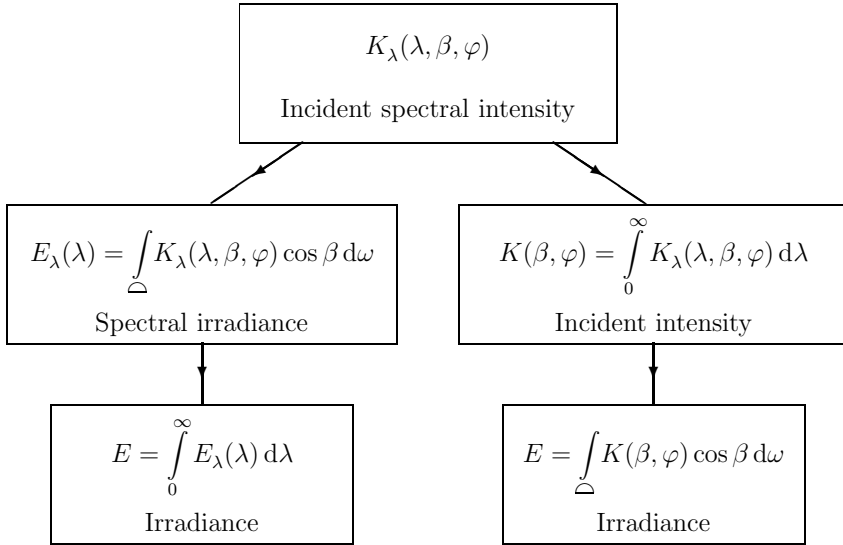 K_λ(λ, β, φ)
Incident spectral intensity
E_λ(λ) = ∫_⌓ K_λ(λ, β, φ) cos β dω
Spectral irradiance
K(β, φ) = ∫_0^∞ K_λ(λ, β, φ) dλ
Incident intensity
E = ∫_0^∞ E_λ(λ) dλ
Irradiance
E = ∫_⌓ K(β, φ) cos β dω
Irradiance